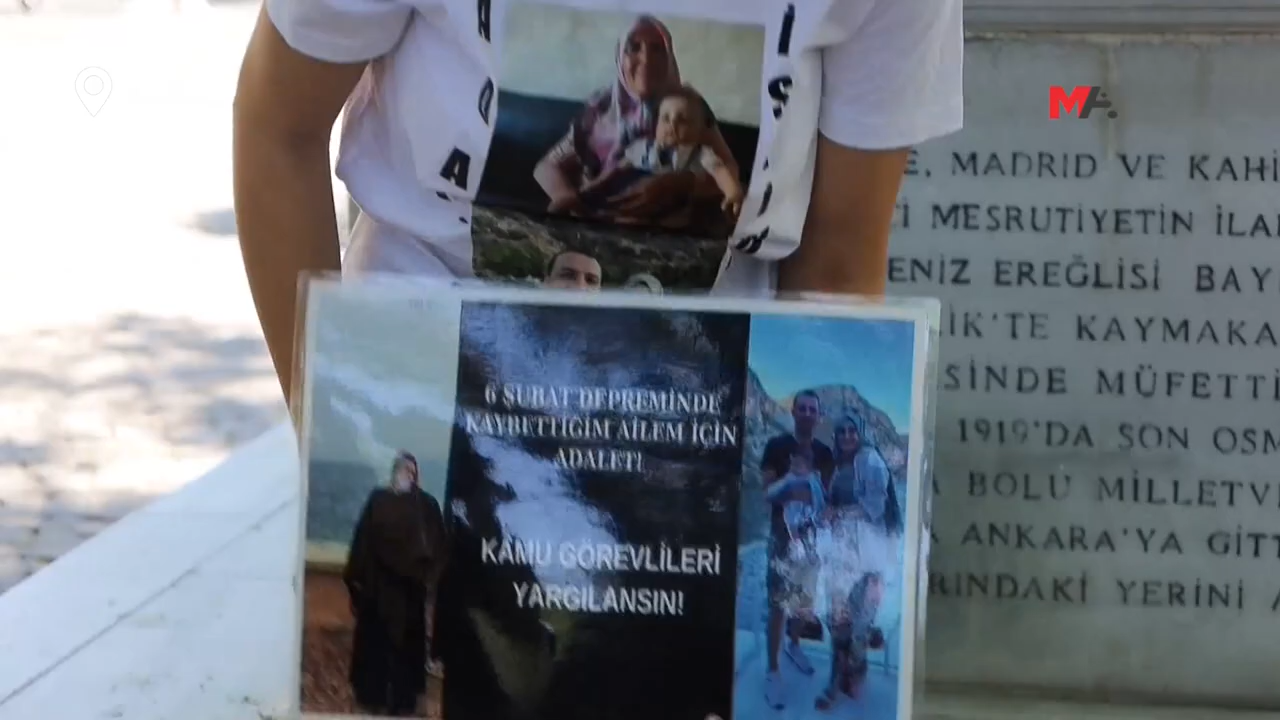 MA
6 ŞUBAT DEPREMİNDE
KAYBETTİĞİM AİLEM İÇİN
ADALET!
KAMU GÖREVLİLERİ
YARGILANSIN!
MADRID VE KAHİ
MESRUTİYETİN İLA
ENİZ EREĞLİSİ BAY
LİK'TE KAYMAKA
SİNDE MÜFETTİ
1919'DA SON OSM
BOLU MİLLETV
ANKARA'YA GİTT
RINDAKİ YERİNİ